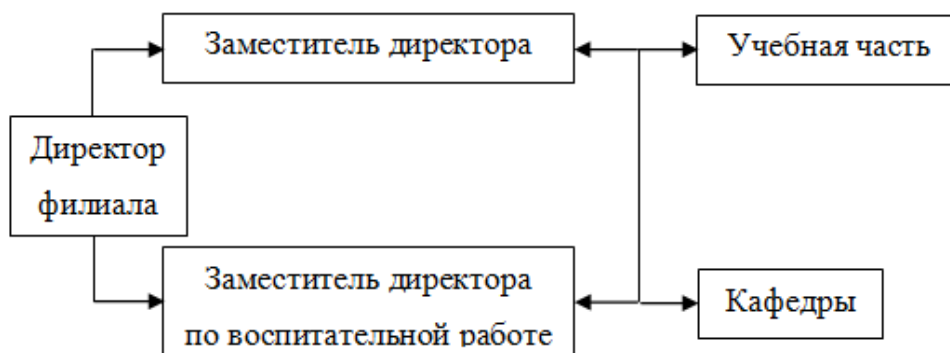 Заместитель директора
Учебная часть
Директор
филиала
Заместитель директора
по воспитательной работе
Кафедры